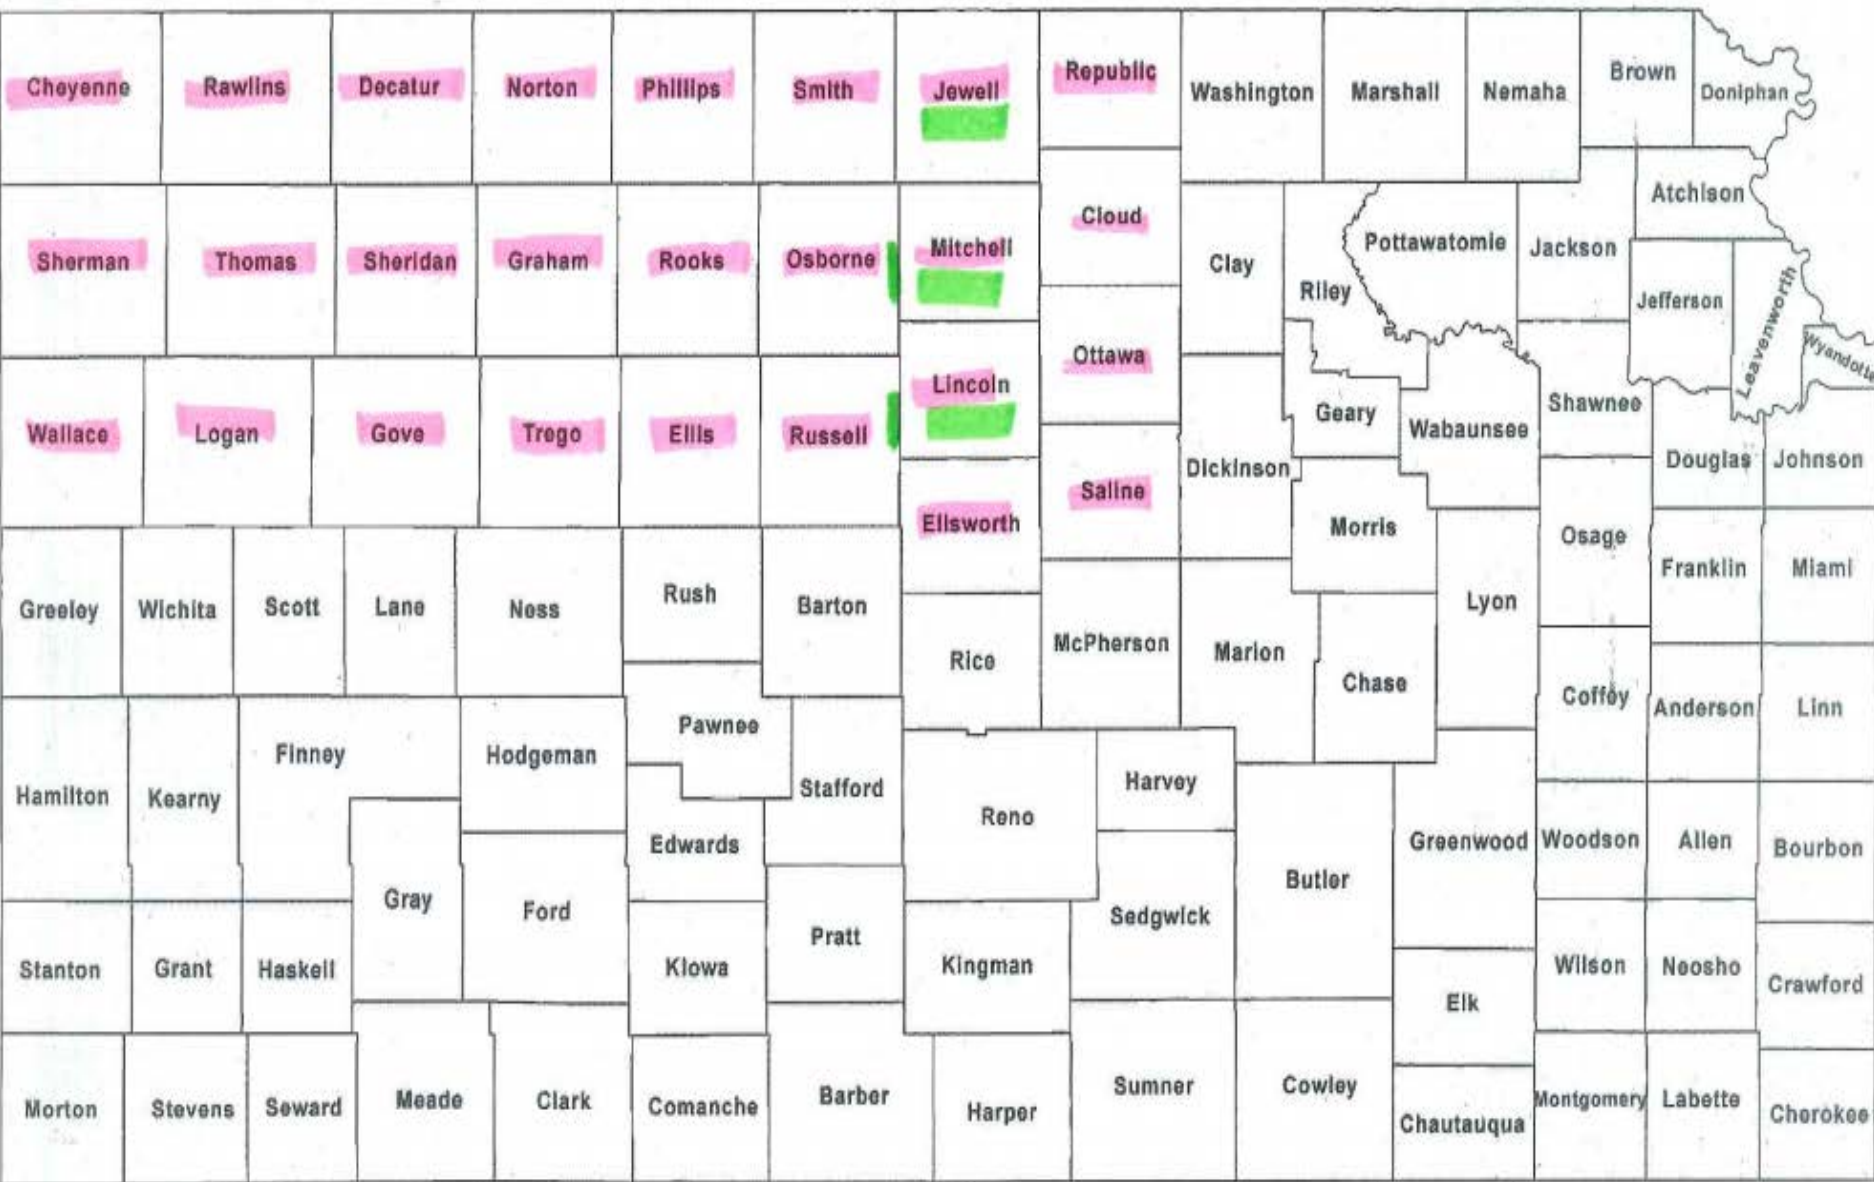 Cheyenne Rawlins Decatur Norton Phillips Smith Jewell Republic Washington Marshall Nemaha Brown Doniphan
Atchison
Sherman Thomas Sheridan Graham Rooks Osborne Mitchell Cloud Clay Riley Pottawatomie Jackson Jefferson Leavenworth Wyandotte
Ottawa
Lincoln
Wallace Logan Gove Trego Ellis Russell Geary Wabaunsee Shawnee Douglas Johnson
Ellsworth Saline Dickinson Morris Osage
Greeley Wichita Scott Lane Ness Rush Barton Lyon Franklin Miami
Rice McPherson Marion Chase Coffey Anderson Linn
Pawnee
Hamilton Kearny Finney Hodgeman Stafford Reno Harvey
Edwards Greenwood Woodson Allen Bourbon
Gray Ford Butler
Pratt Sedgwick
Stanton Grant Haskell Kiowa Kingman Wilson Neosho Crawford
Elk
Morton Stevens Seward Meade Clark Comanche Barber Harper Sumner Cowley Chautauqua Montgomery Labette Cherokee